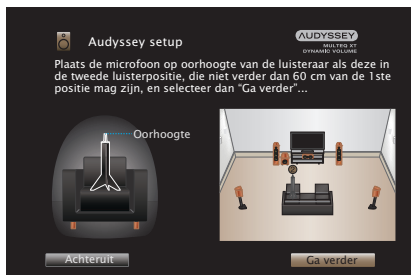 Audyssey setup
AUDYSSEY
MULTEQ XT
DYNAMIC VOLUME
Plaats de microfoon op oorhoogte van de luisteraar als deze in
de tweede luisterpositie, die niet verder dan 60 cm van de 1ste
positie mag zijn, en selecteer dan “Ga verder”...
Oorhoogte
Achteruit
Ga verder